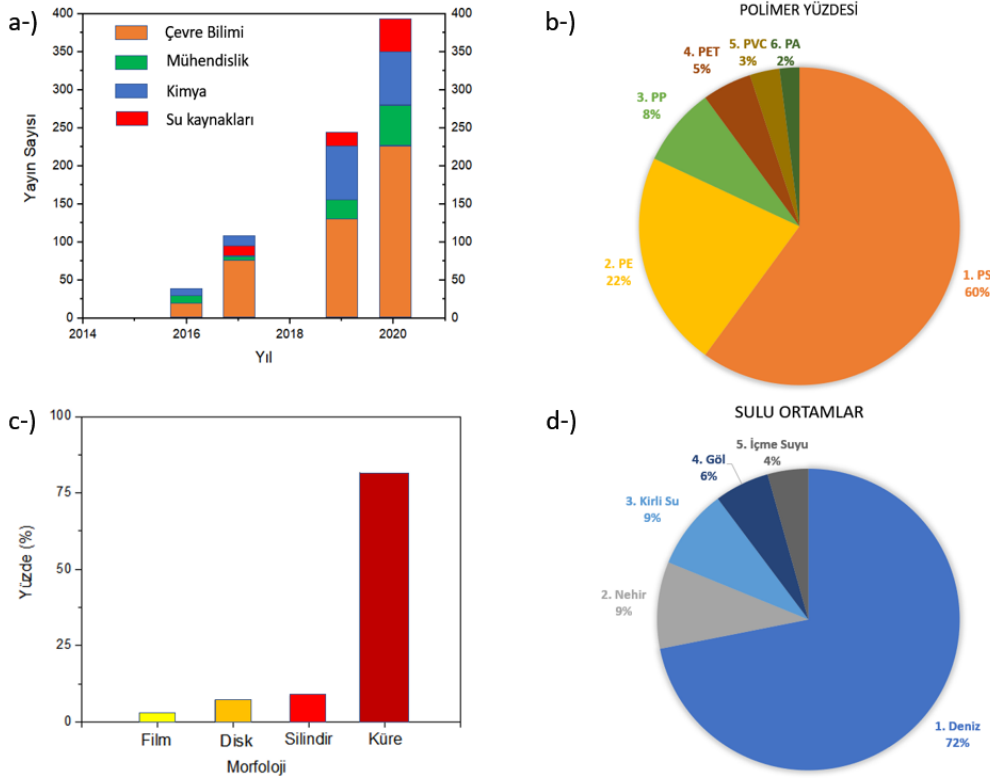 a-)
Çevre Bilimi
Mühendislik
Kimya
Su kaynakları
Yayın Sayısı
400
350
300
250
200
150
100
50
0
400
350
300
250
200
150
100
50
0
2014
2016
2018
2020
Yıl
b-)
POLİMER YÜZDESİ
1. PS
60%
2. PE
22%
3. PP
8%
4. PET
5%
5. PVC
3%
6. PA
2%
c-)
Yüzde (%)
100
75
50
25
0
Film
Disk
Silindir
Küre
Morfoloji
d-)
SULU ORTAMLAR
1. Deniz
72%
2. Nehir
9%
3. Kirli Su
9%
4. Göl
6%
5. İçme Suyu
4%